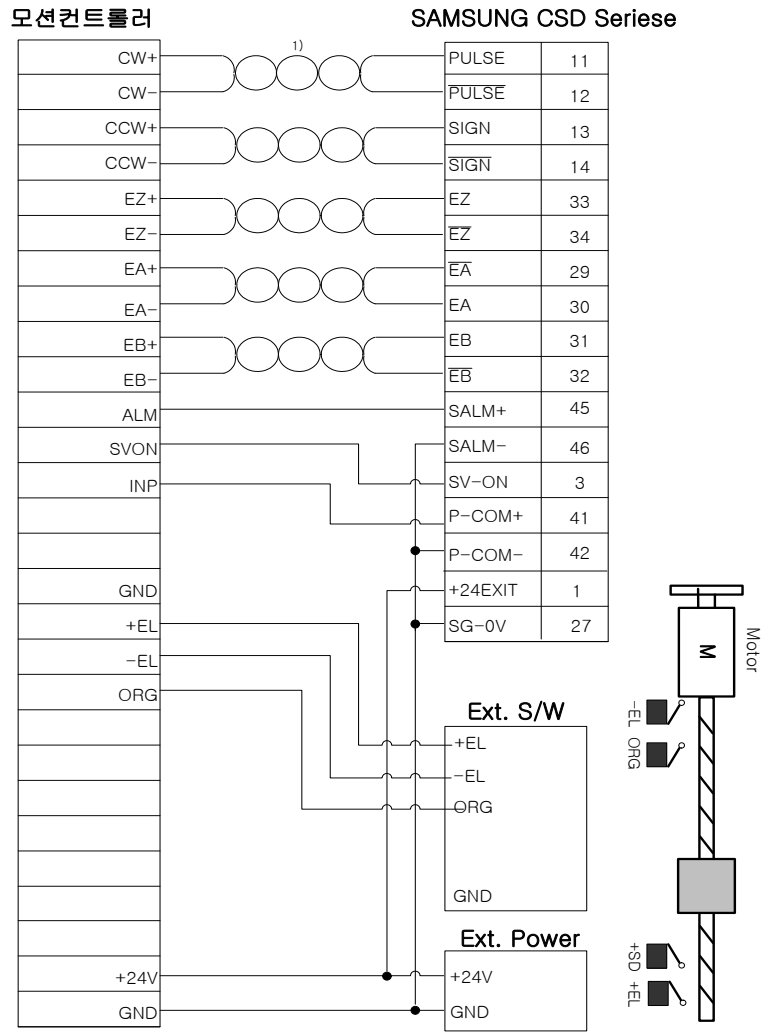 모션컨트롤러 SAMSUNG CSD Seriese
1)
CW+ PULSE 11
CW- PULSE 12
CCW+ SIGN 13
CCW- SIGN 14
EZ+ EZ 33
EZ- EZ 34
EA+ EA 29
EA- EA 30
EB+ EB 31
EB- EB 32
ALM SALM+ 45
SVON SALM- 46
INP SV-ON 3
P-COM+ 41
P-COM- 42
GND +24EXIT 1
+EL SG-0V 27
-EL
ORG
Ext. S/W
+EL
-EL
ORG
GND
Ext. Power
+24V +24V
GND GND
M
Motor
-EL
ORG
+SD
+EL